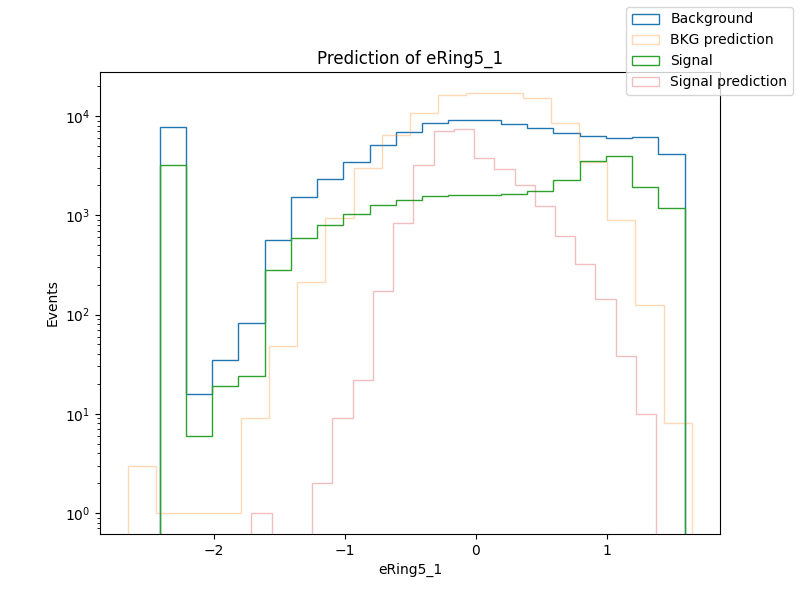 Prediction of eRing5_1
Background
BKG prediction
Signal
Signal prediction
Events
10⁴
10³
10²
10¹
10⁰
−2
−1
0
1
eRing5_1